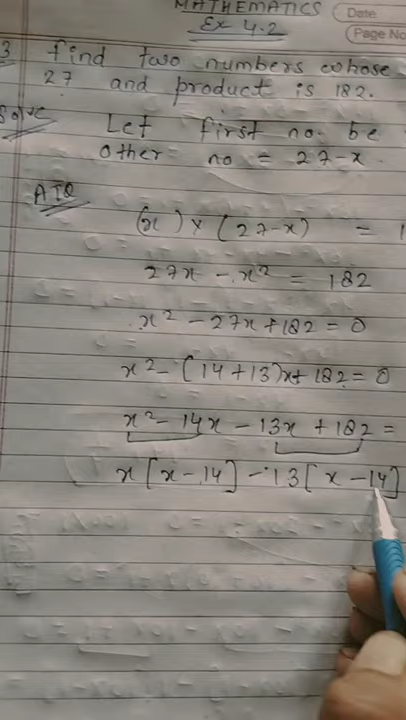 MATHEMATICS
Date
Ex 4.2
Page No
3 find two numbers whose
27 and product is 182.
Solve Let first no. be
other no = 27-x
ATQ
(x) × (27-x) =
27x - x² = 182
x² - 27x + 182 = 0
x² - (14+13)x + 182 = 0
x² - 14x - 13x + 182 =
x[x-14] - 13[x-14]